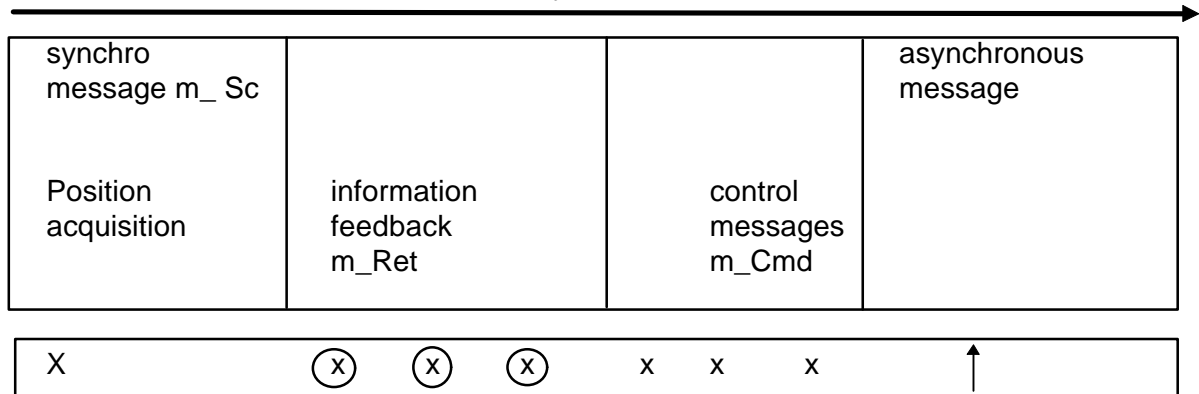 synchro
message m_ Sc
Position
acquisition
information
feedback
m_Ret
control
messages
m_Cmd
asynchronous
message
X x x x x x x